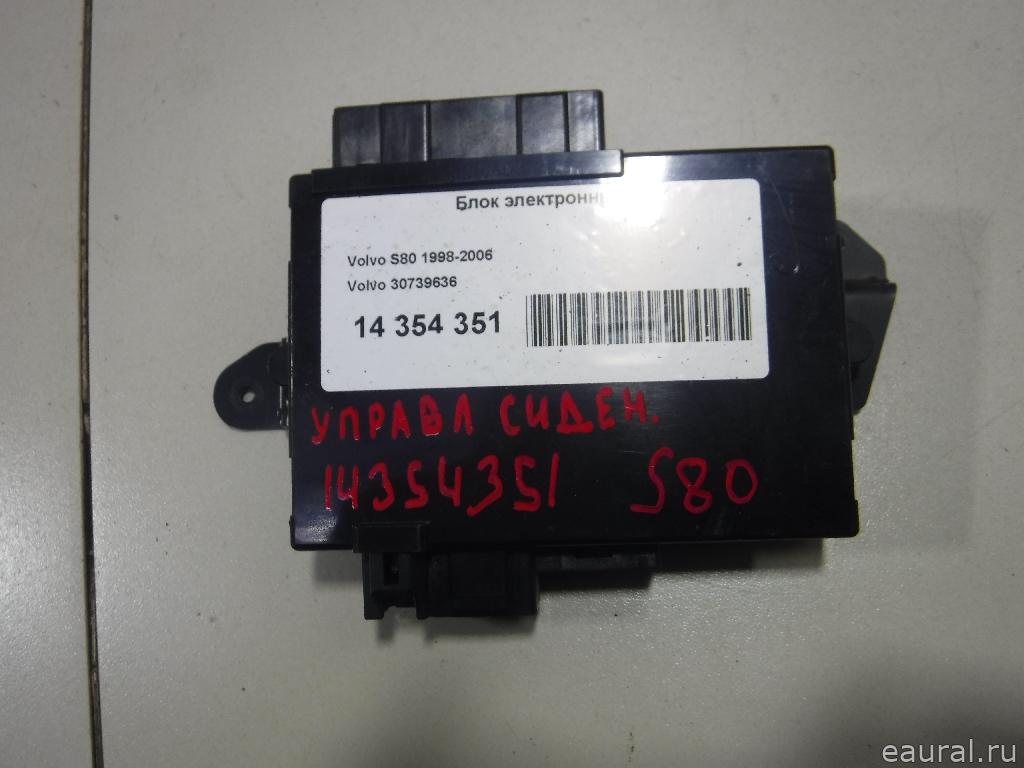 Блок электронн
Volvo S80 1998-2006
Volvo 30739636
14 354 351
УПРАВЛ СИДЕН.
14354351 S80
eaural.ru